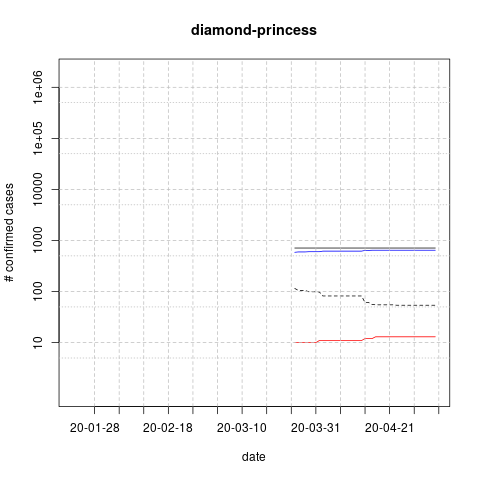 diamond-princess
# confirmed cases
1e+06
1e+05
10000
1000
100
10
20-01-28
20-02-18
20-03-10
20-03-31
20-04-21
date